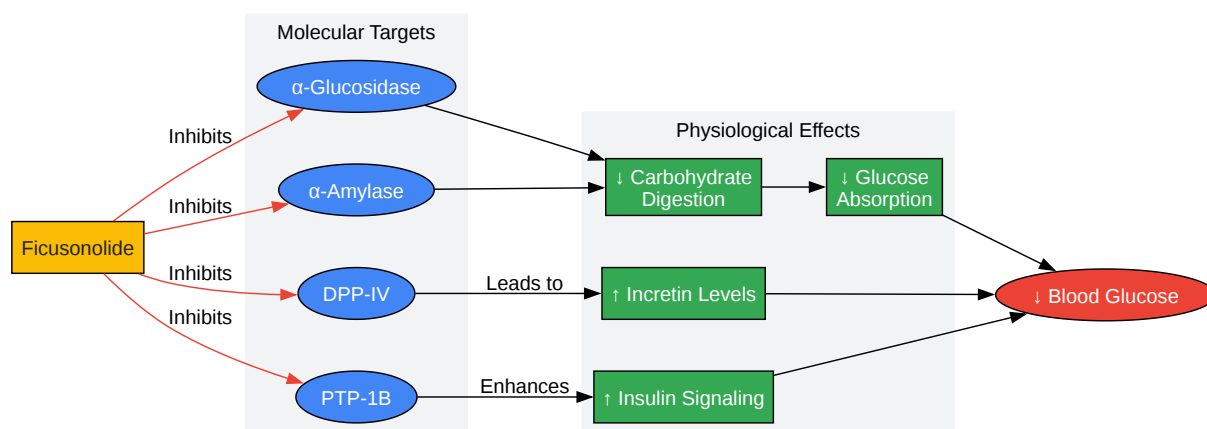 Molecular Targets
α-Glucosidase
Physiological Effects
Inhibits
↓ Carbohydrate
Digestion
↓ Glucose
Absorption
α-Amylase
Inhibits
Ficusonolide
Inhibits
DPP-IV
Leads to
↑ Incretin Levels
↓ Blood Glucose
Inhibits
PTP-1B
Enhances
↑ Insulin Signaling